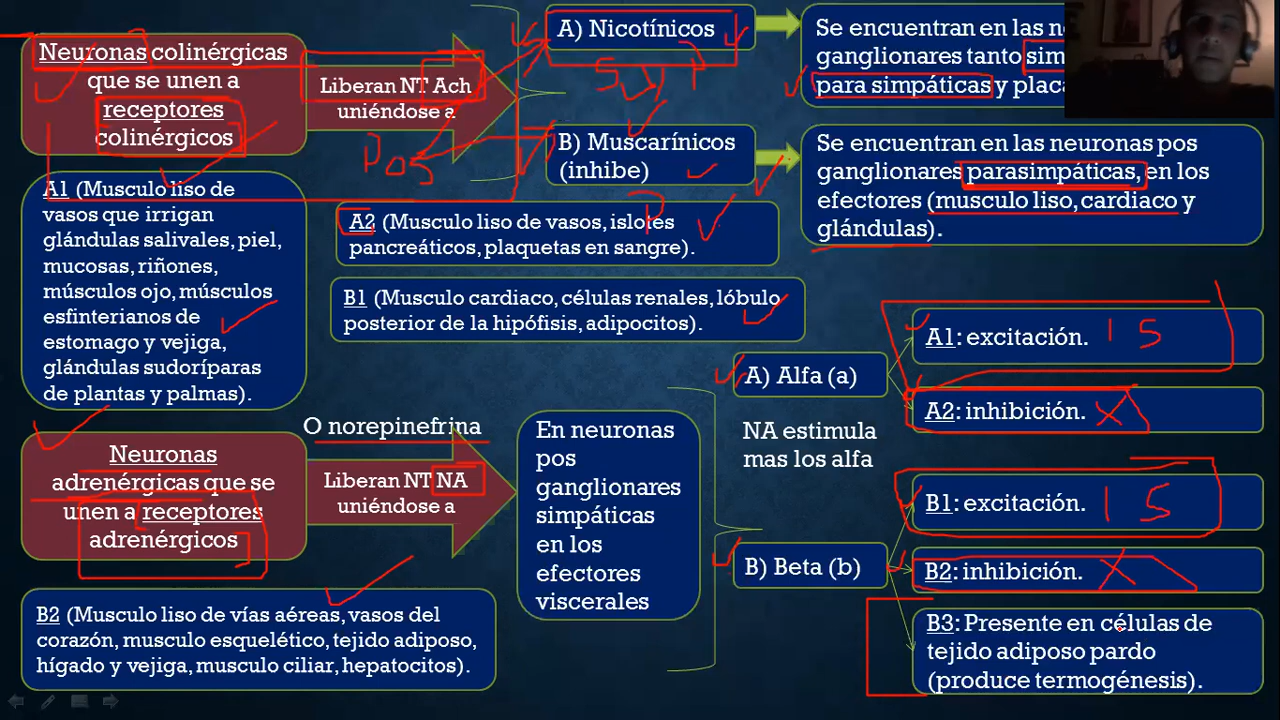 Neuronas colinérgicas
que se unen a
receptores
colinérgicos
Liberan NT Ach
uniéndose a
A) Nicotínicos
Se encuentran en las
ganglionares tanto
para simpáticas y
S y P
Pos
B) Muscarínicos
(inhibe)
P
Se encuentran en las neuronas pos
ganglionares parasimpáticas, en los
efectores (musculo liso, cardiaco y
glándulas).
A1 (Musculo liso de
vasos que irrigan
glándulas salivales, piel,
mucosas, riñones,
músculos ojo, músculos
esfinterianos de
estomago y vejiga,
glándulas sudoríparas
de plantas y palmas).
A2 (Musculo liso de vasos, islotes
pancreáticos, plaquetas en sangre).
B1 (Musculo cardiaco, células renales, lóbulo
posterior de la hipófisis, adipocitos).
Neuronas
adrenérgicas que se
unen a receptores
adrenérgicos
O norepinefrina
Liberan NT NA
uniéndose a
En neuronas
pos
ganglionares
simpáticas
en los
efectores
viscerales
A) Alfa (a)
NA estimula
mas los alfa
B) Beta (b)
A1: excitación. 1 S
A2: inhibición. X
B1: excitación. 1 S
B2: inhibición. X
B3: Presente en células de
tejido adiposo pardo
(produce termogénesis).
B2 (Musculo liso de vías aéreas, vasos del
corazón, musculo esquelético, tejido adiposo,
hígado y vejiga, musculo ciliar, hepatocitos).